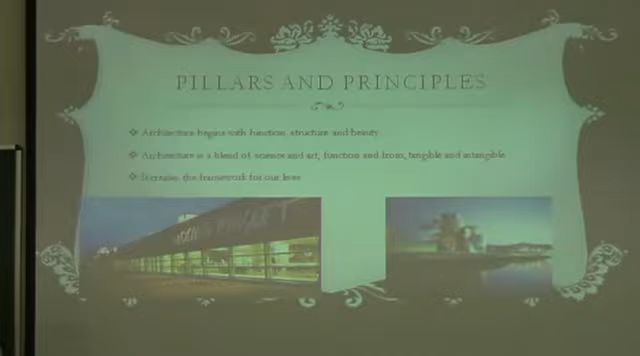 PILLARS AND PRINCIPLES
Architecture begins with function, structure and beauty
Architecture is a blend of science and art, function and from, tangible and intangible
It creates the framework for our lives